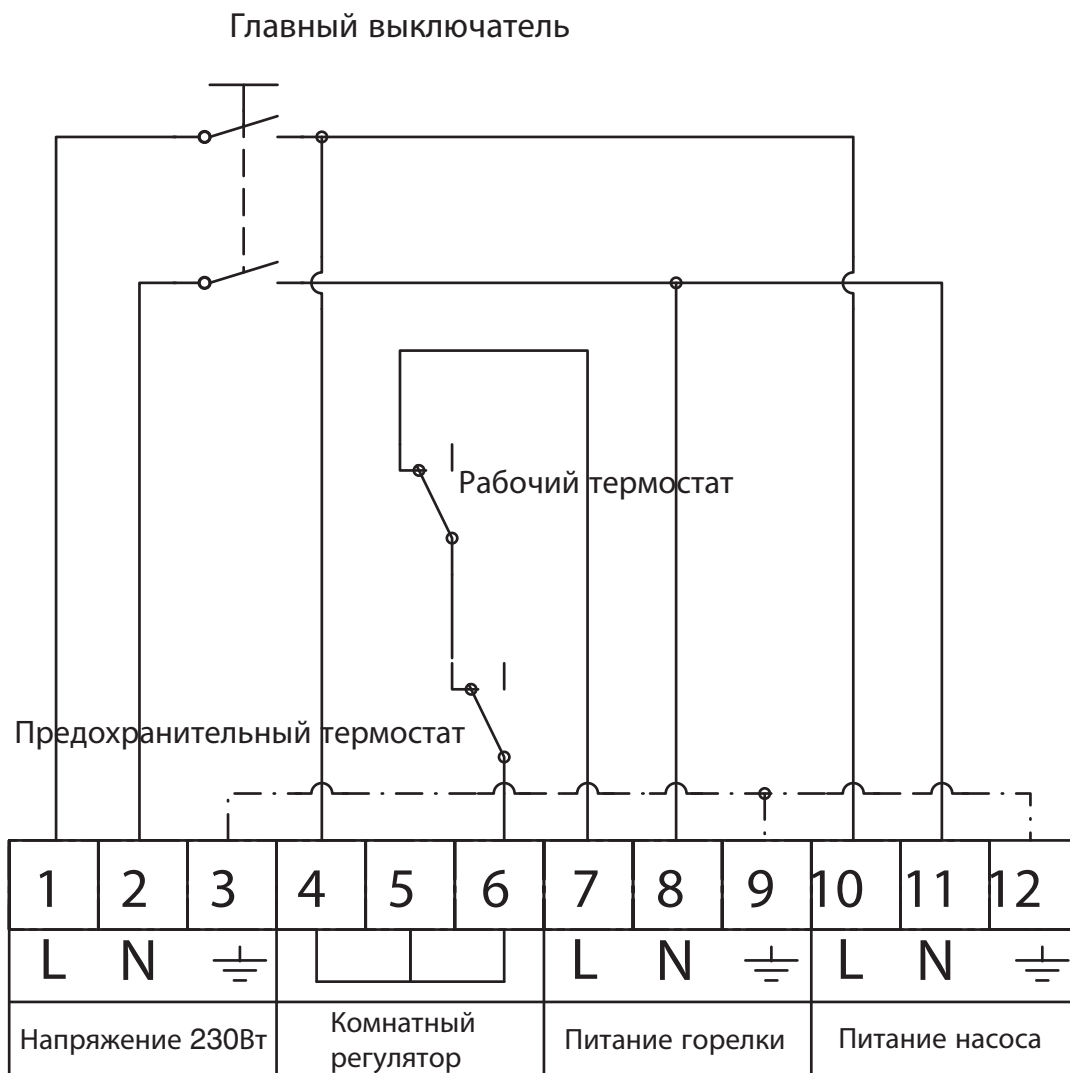 Главный выключатель
Рабочий термостат
Предохранительный термостат
1 2 3 4 5 6 7 8 9 10 11 12
L N L N L N
Напряжение 230Вт
Комнатный
регулятор
Питание горелки
Питание насоса